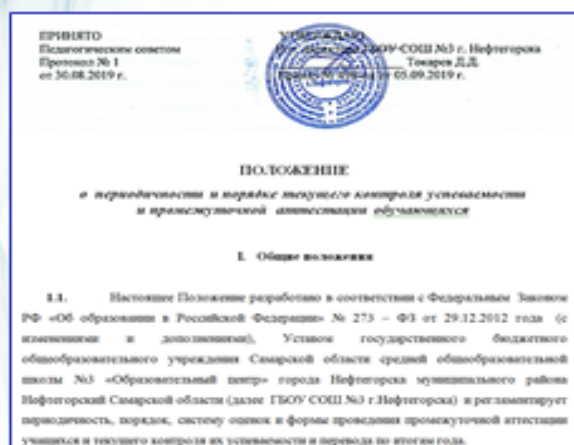 ПРИНЯТО
Педагогическим советом
Протокол № 1
от 30.08.2019 г.
УТВЕРЖДАЮ
директора ГБОУ СОШ №3 г. Нефтегорска
Токарев Д.Д.
от 05.09.2019 г.
ПОЛОЖЕНИЕ
о периодичности и порядке текущего контроля успеваемости
и промежуточной аттестации обучающихся
I. Общие положения
1.1. Настоящее Положение разработано в соответствии с Федеральным Законом
РФ «Об образовании в Российской Федерации» № 273 – ФЗ от 29.12.2012 года (с
изменениями и дополнениями), Уставом государственного бюджетного
общеобразовательного учреждения Самарской области средней общеобразовательной
школы №3 «Образовательный центр» города Нефтегорска муниципального района
Нефтегорский Самарской области (далее ГБОУ СОШ №3 г.Нефтегорска) и регламентирует
периодичность, порядок, систему оценок и формы проведения промежуточной аттестации
учащихся и текущего контроля их успеваемости и перевода по итогам года.